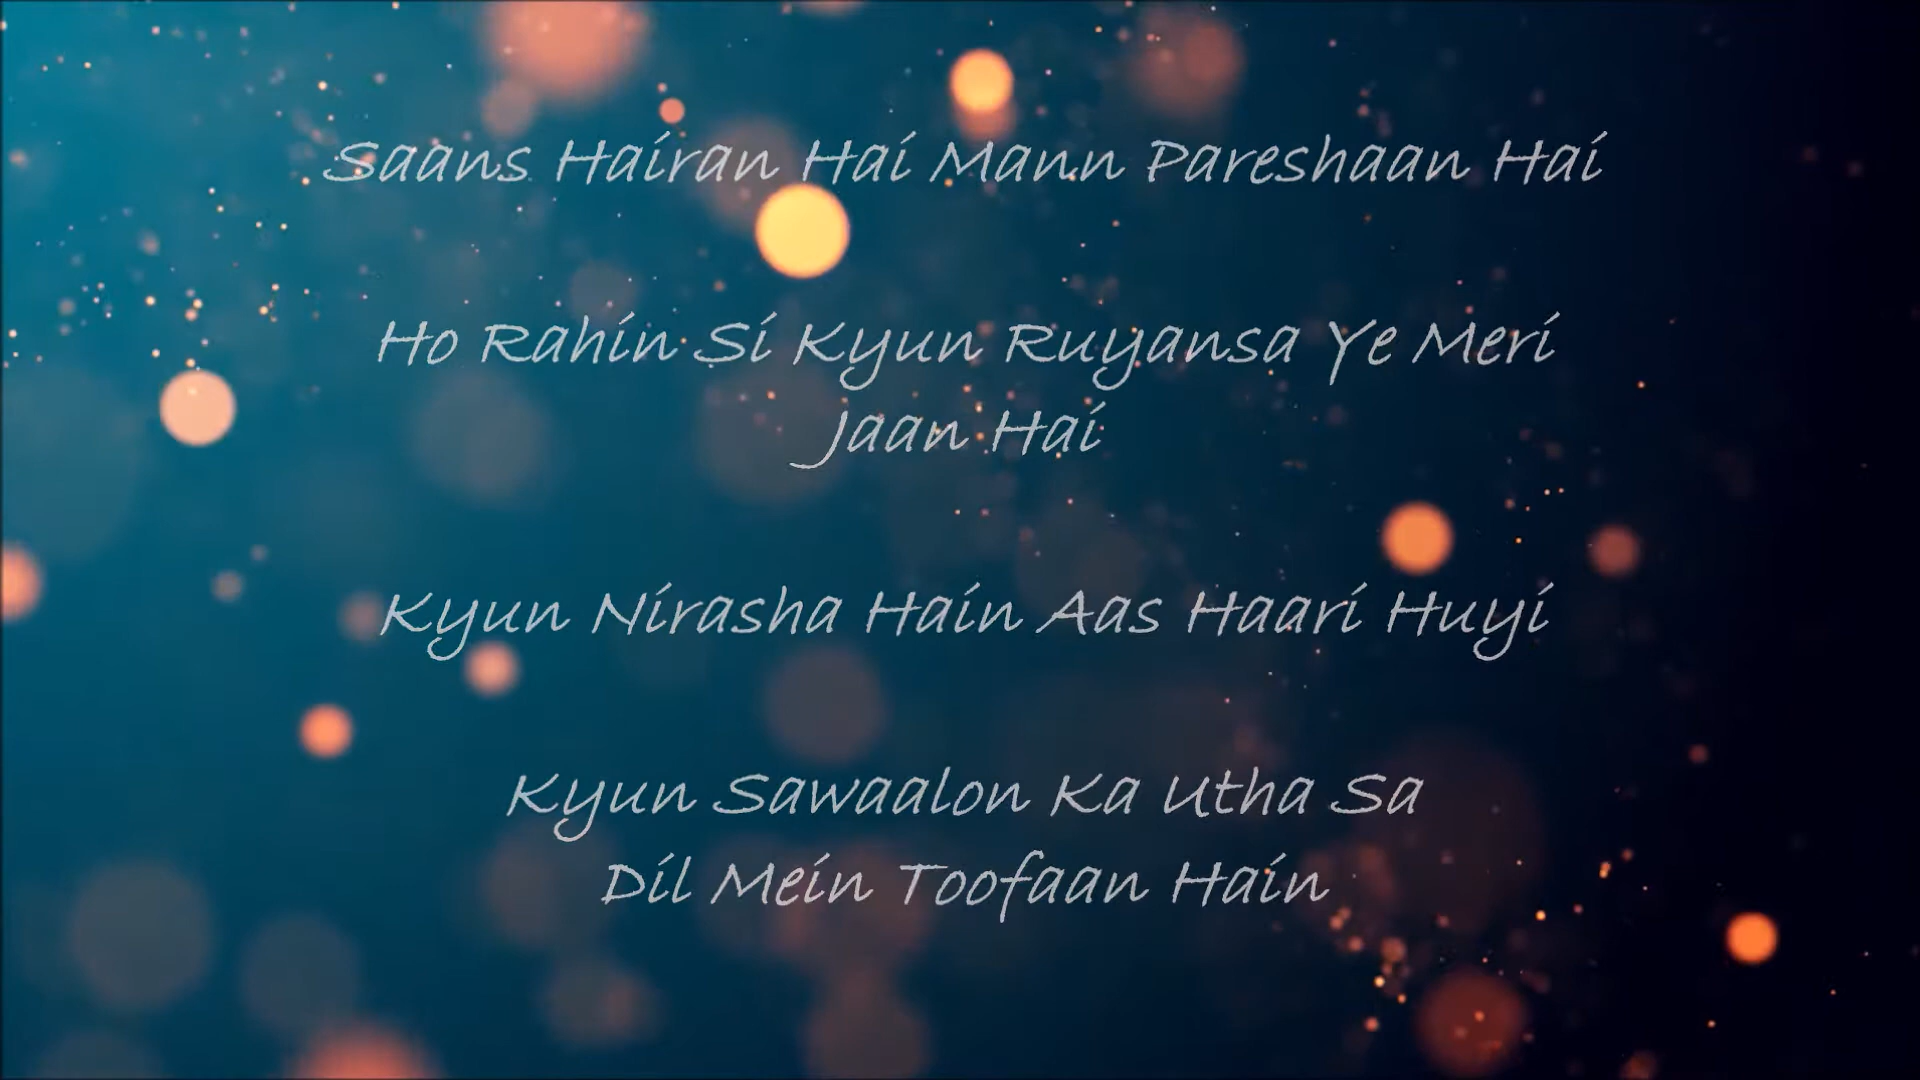 Saans Hairan Hai Mann Pareshaan Hai
Ho Rahin Si Kyun Ruyansa Ye Meri
Jaan Hai
Kyun Nirasha Hain Aas Haari Huyi
Kyun Sawaalon Ka Utha Sa
Dil Mein Toofaan Hain